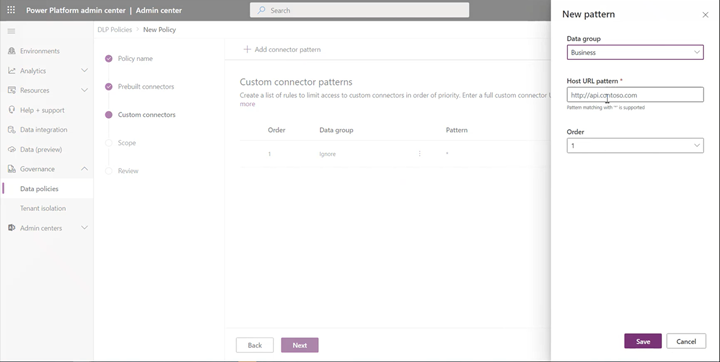 Power Platform admin center | Admin center
Search
New pattern
DLP Policies > New Policy
Environments
Analytics
Resources
Help + support
Data integration
Data (preview)
Governance
Data policies
Tenant isolation
Admin centers
Policy name
Prebuilt connectors
Custom connectors
Scope
Review
+ Add connector pattern
Custom connector patterns
Create a list of rules to limit access to custom connectors in order of priority. Enter a full custom connector
more
Order Data group Pattern
1 Ignore *
Back
Next
Data group
Business
Host URL pattern *
http://api.contoso.com
Pattern matching with '*' is supported
Order
1
Save
Cancel